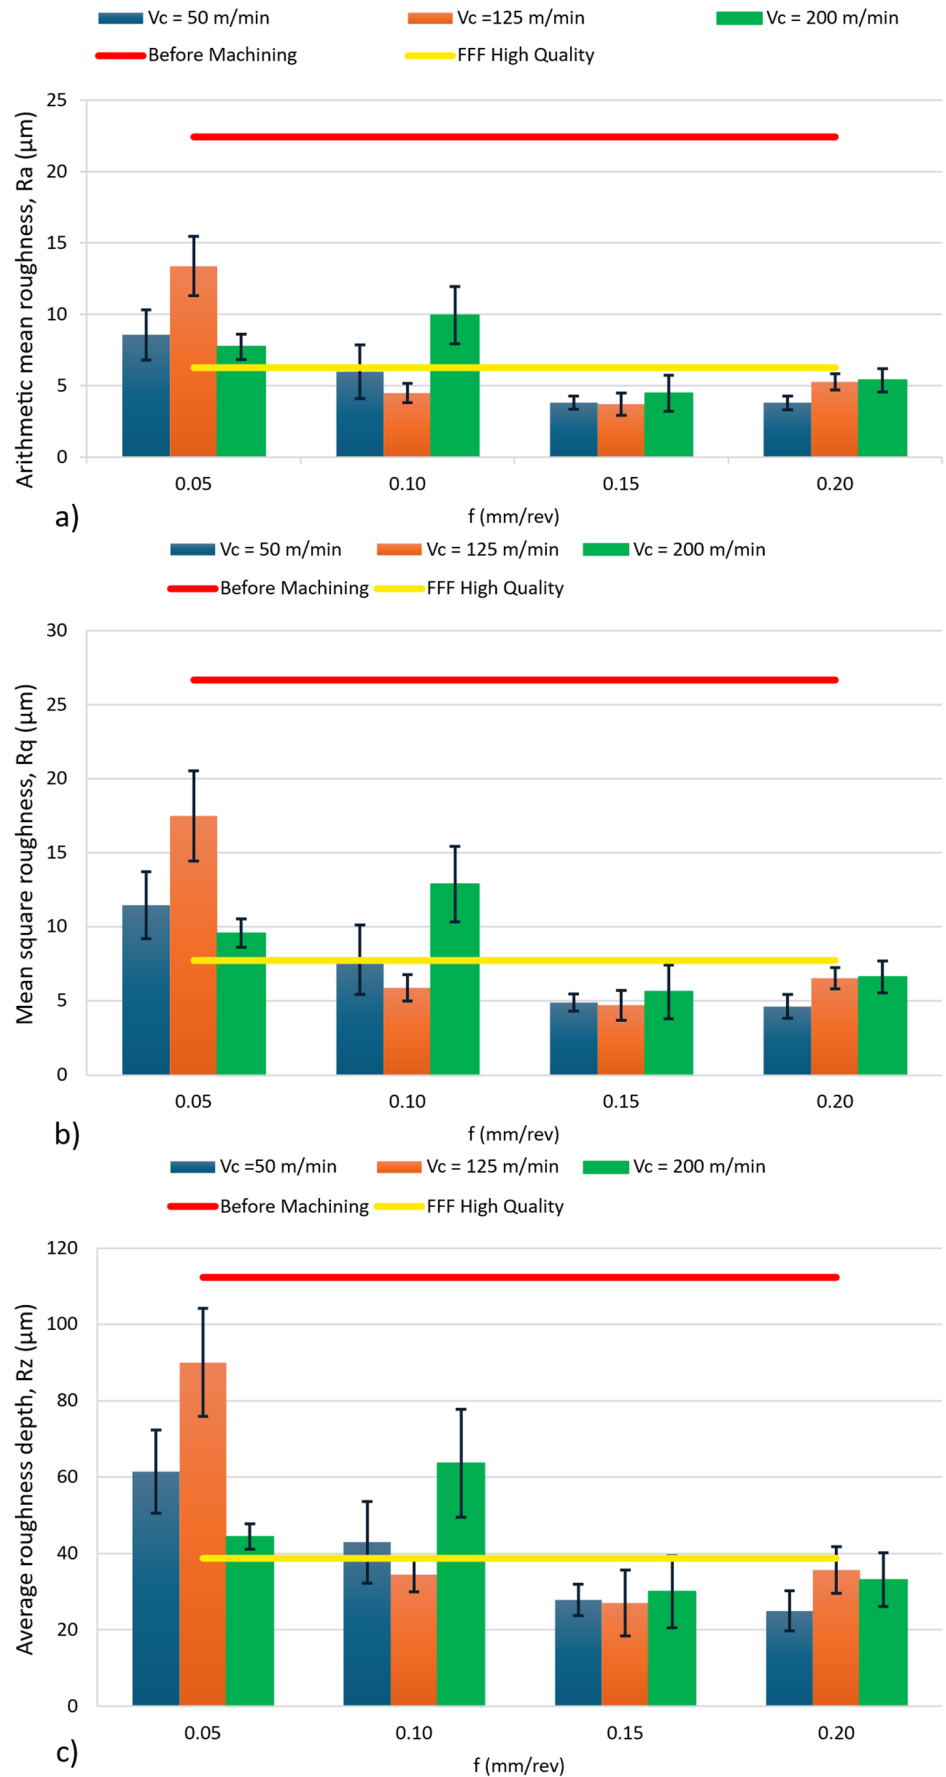 Vc = 50 m/min Vc =125 m/min Vc = 200 m/min
Before Machining FFF High Quality
Arithmetic mean roughness, Ra (μm)
25
20
15
10
5
0
0.05 0.10 0.15 0.20
f (mm/rev)
a)
Vc = 50 m/min Vc = 125 m/min Vc = 200 m/min
Before Machining FFF High Quality
Mean square roughness, Rq (μm)
30
25
20
15
10
5
0
0.05 0.10 0.15 0.20
f (mm/rev)
b)
Vc =50 m/min Vc = 125 m/min Vc = 200 m/min
Before Machining FFF High Quality
Average roughness depth, Rz (μm)
120
100
80
60
40
20
0
0.05 0.10 0.15 0.20
f (mm/rev)
c)